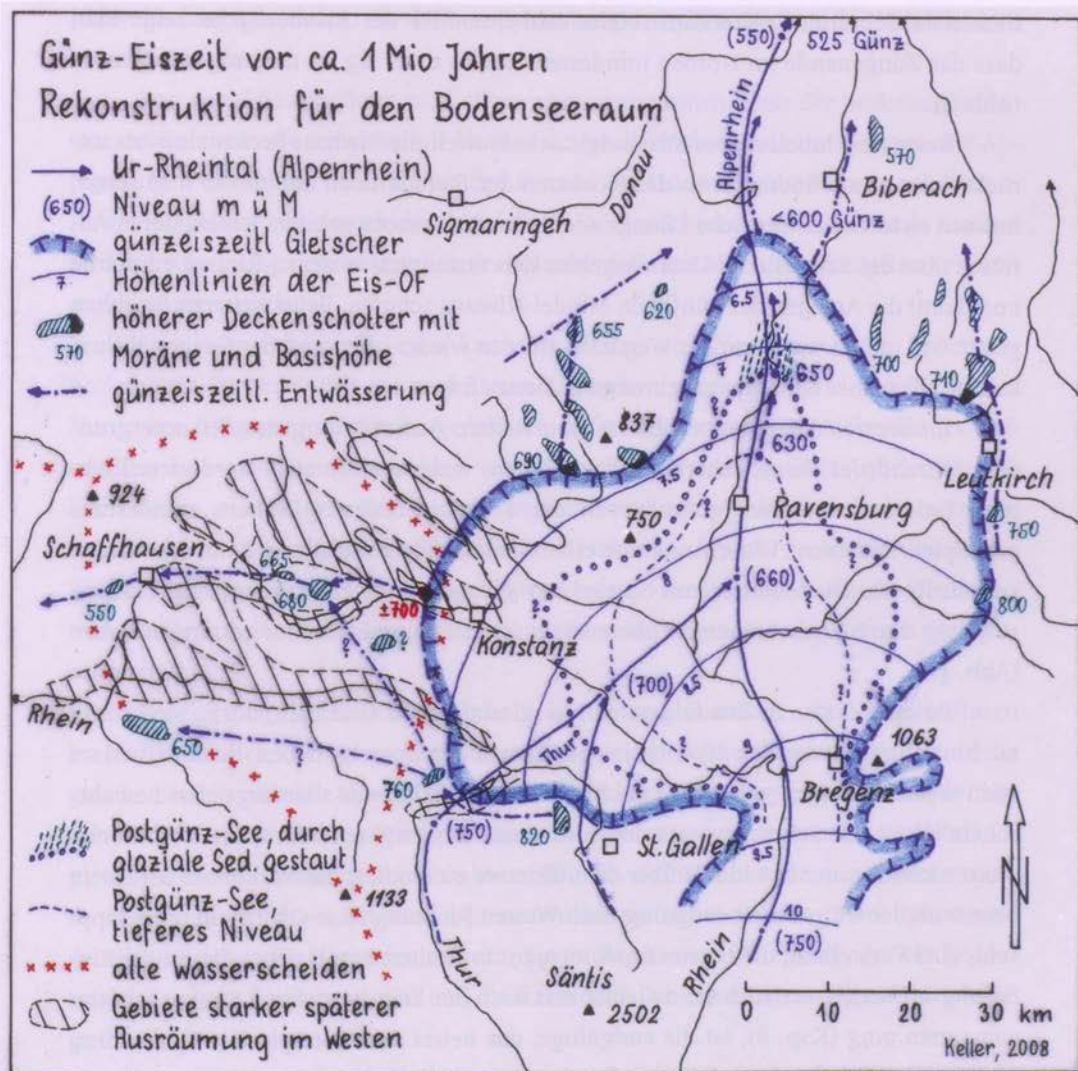 Günz-Eiszeit vor ca. 1 Mio Jahren
Rekonstruktion für den Bodenseeraum
Ur-Rheintal (Alpenrhein)
(650) Niveau m ü M
günzeiszeitl Gletscher
7 Höhenlinien der Eis-Of
höherer Deckenschotter mit
570 Moräne und Basishöhe
günzeiszeitl. Entwässerung
(550)
525 Günz
Alpenrhein
570
Donau
Biberach
Sigmaringen
<600 Günz
620
6.5
655
7
700
710
650
837
630
690
7.5
Leutkirch
924
750
Ravensburg
760
Schaffhausen
665
(660)
550
680
±700
800
?
Konstanz
(700)
8.5
Rhein
650
9
1063
Thur
760
Bregenz
(750)
820
St.Gallen
9.5
Postgünz-See, durch
glaziale Sed. gestaut
Postgünz-See
tieferes Niveau
1133
10
(750)
N
alte Wasserscheiden
Thur
Säntis
Rhein
2502
0 10 20 30
km
Gebiete starker späterer
Ausräumung im Westen
Keller, 2008